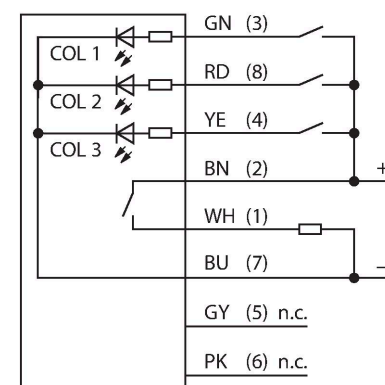 GN (3)
COL 1
RD (8)
COL 2
YE (4)
COL 3
BN (2)
+
WH (1)
BU (7)
–
GY (5) n.c.
PK (6) n.c.